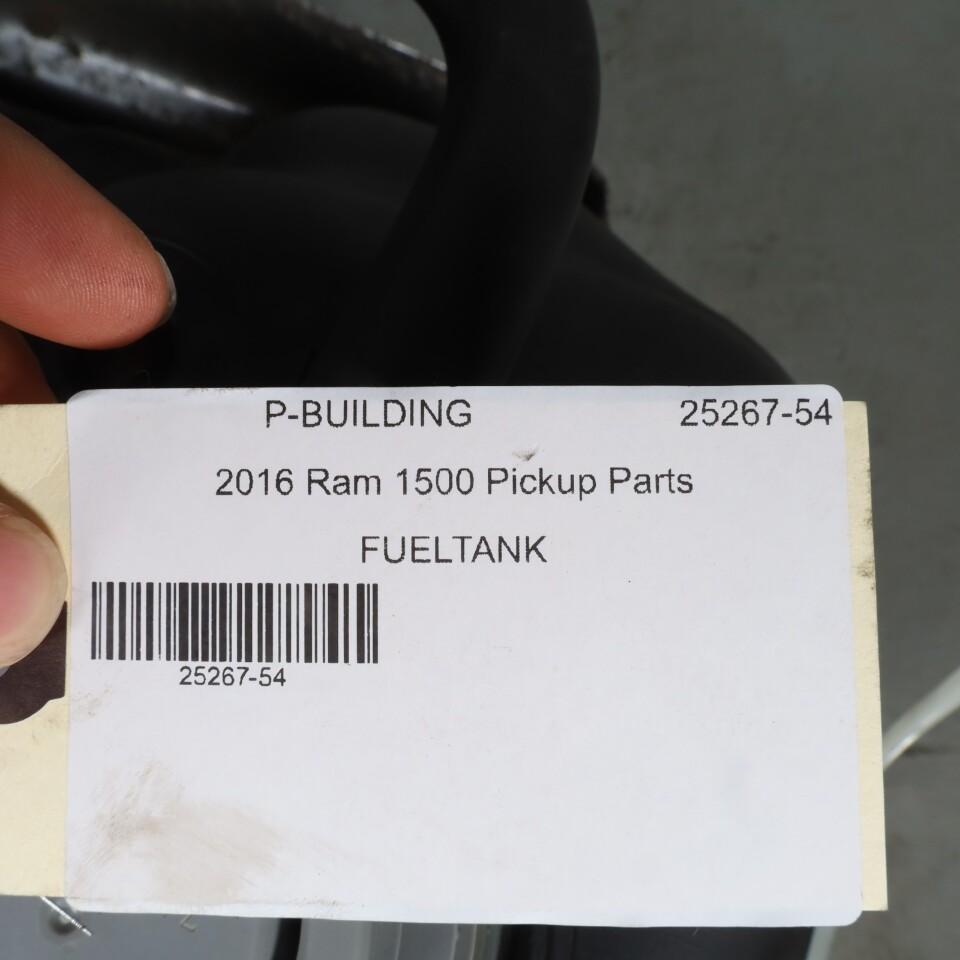 P-BUILDING 25267-54
2016 Ram 1500 Pickup Parts
FUELTANK
25267-54